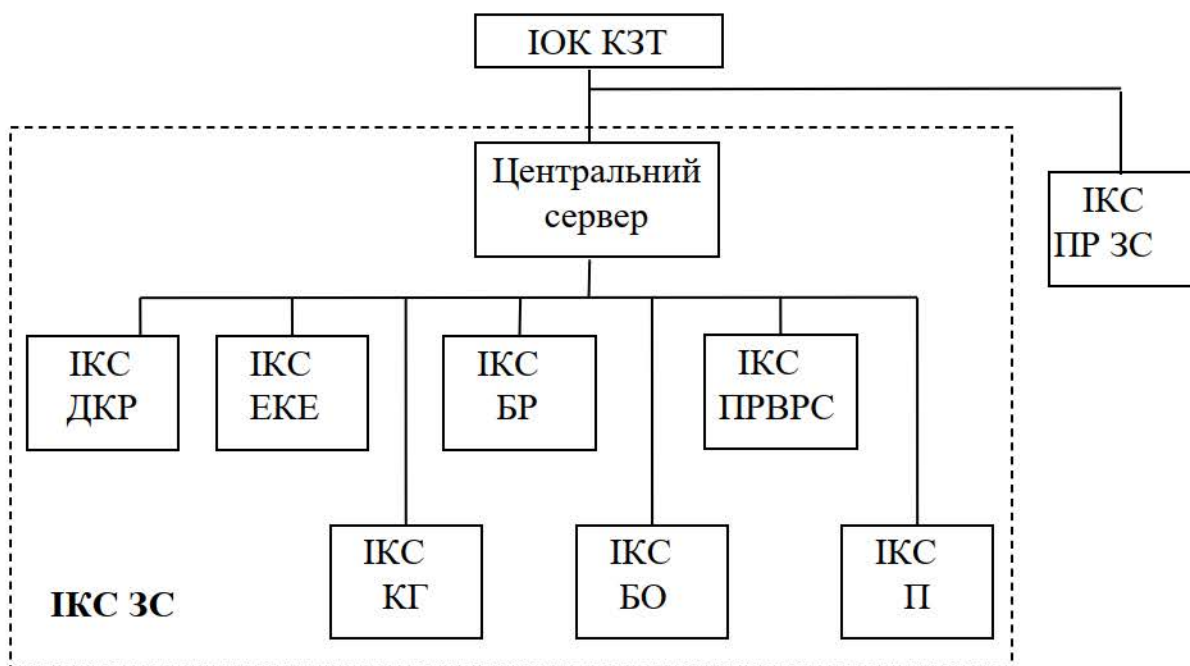 ІОК КЗТ
Центральний
сервер
ІКС
ПР ЗС
ІКС
ДКР
ІКС
ЕКЕ
ІКС
БР
ІКС
ПРВРС
ІКС
КГ
ІКС
БО
ІКС
П
ІКС ЗС